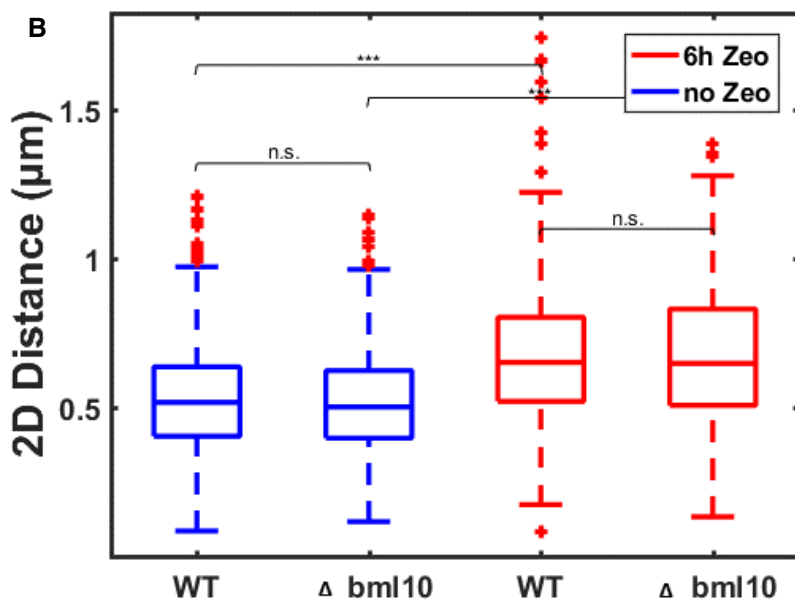 B
6h Zeo
no Zeo
***
***
n.s.
n.s.
2D Distance (µm)
1.5
1
0.5
WT
Δ bml10
WT
Δ bml10